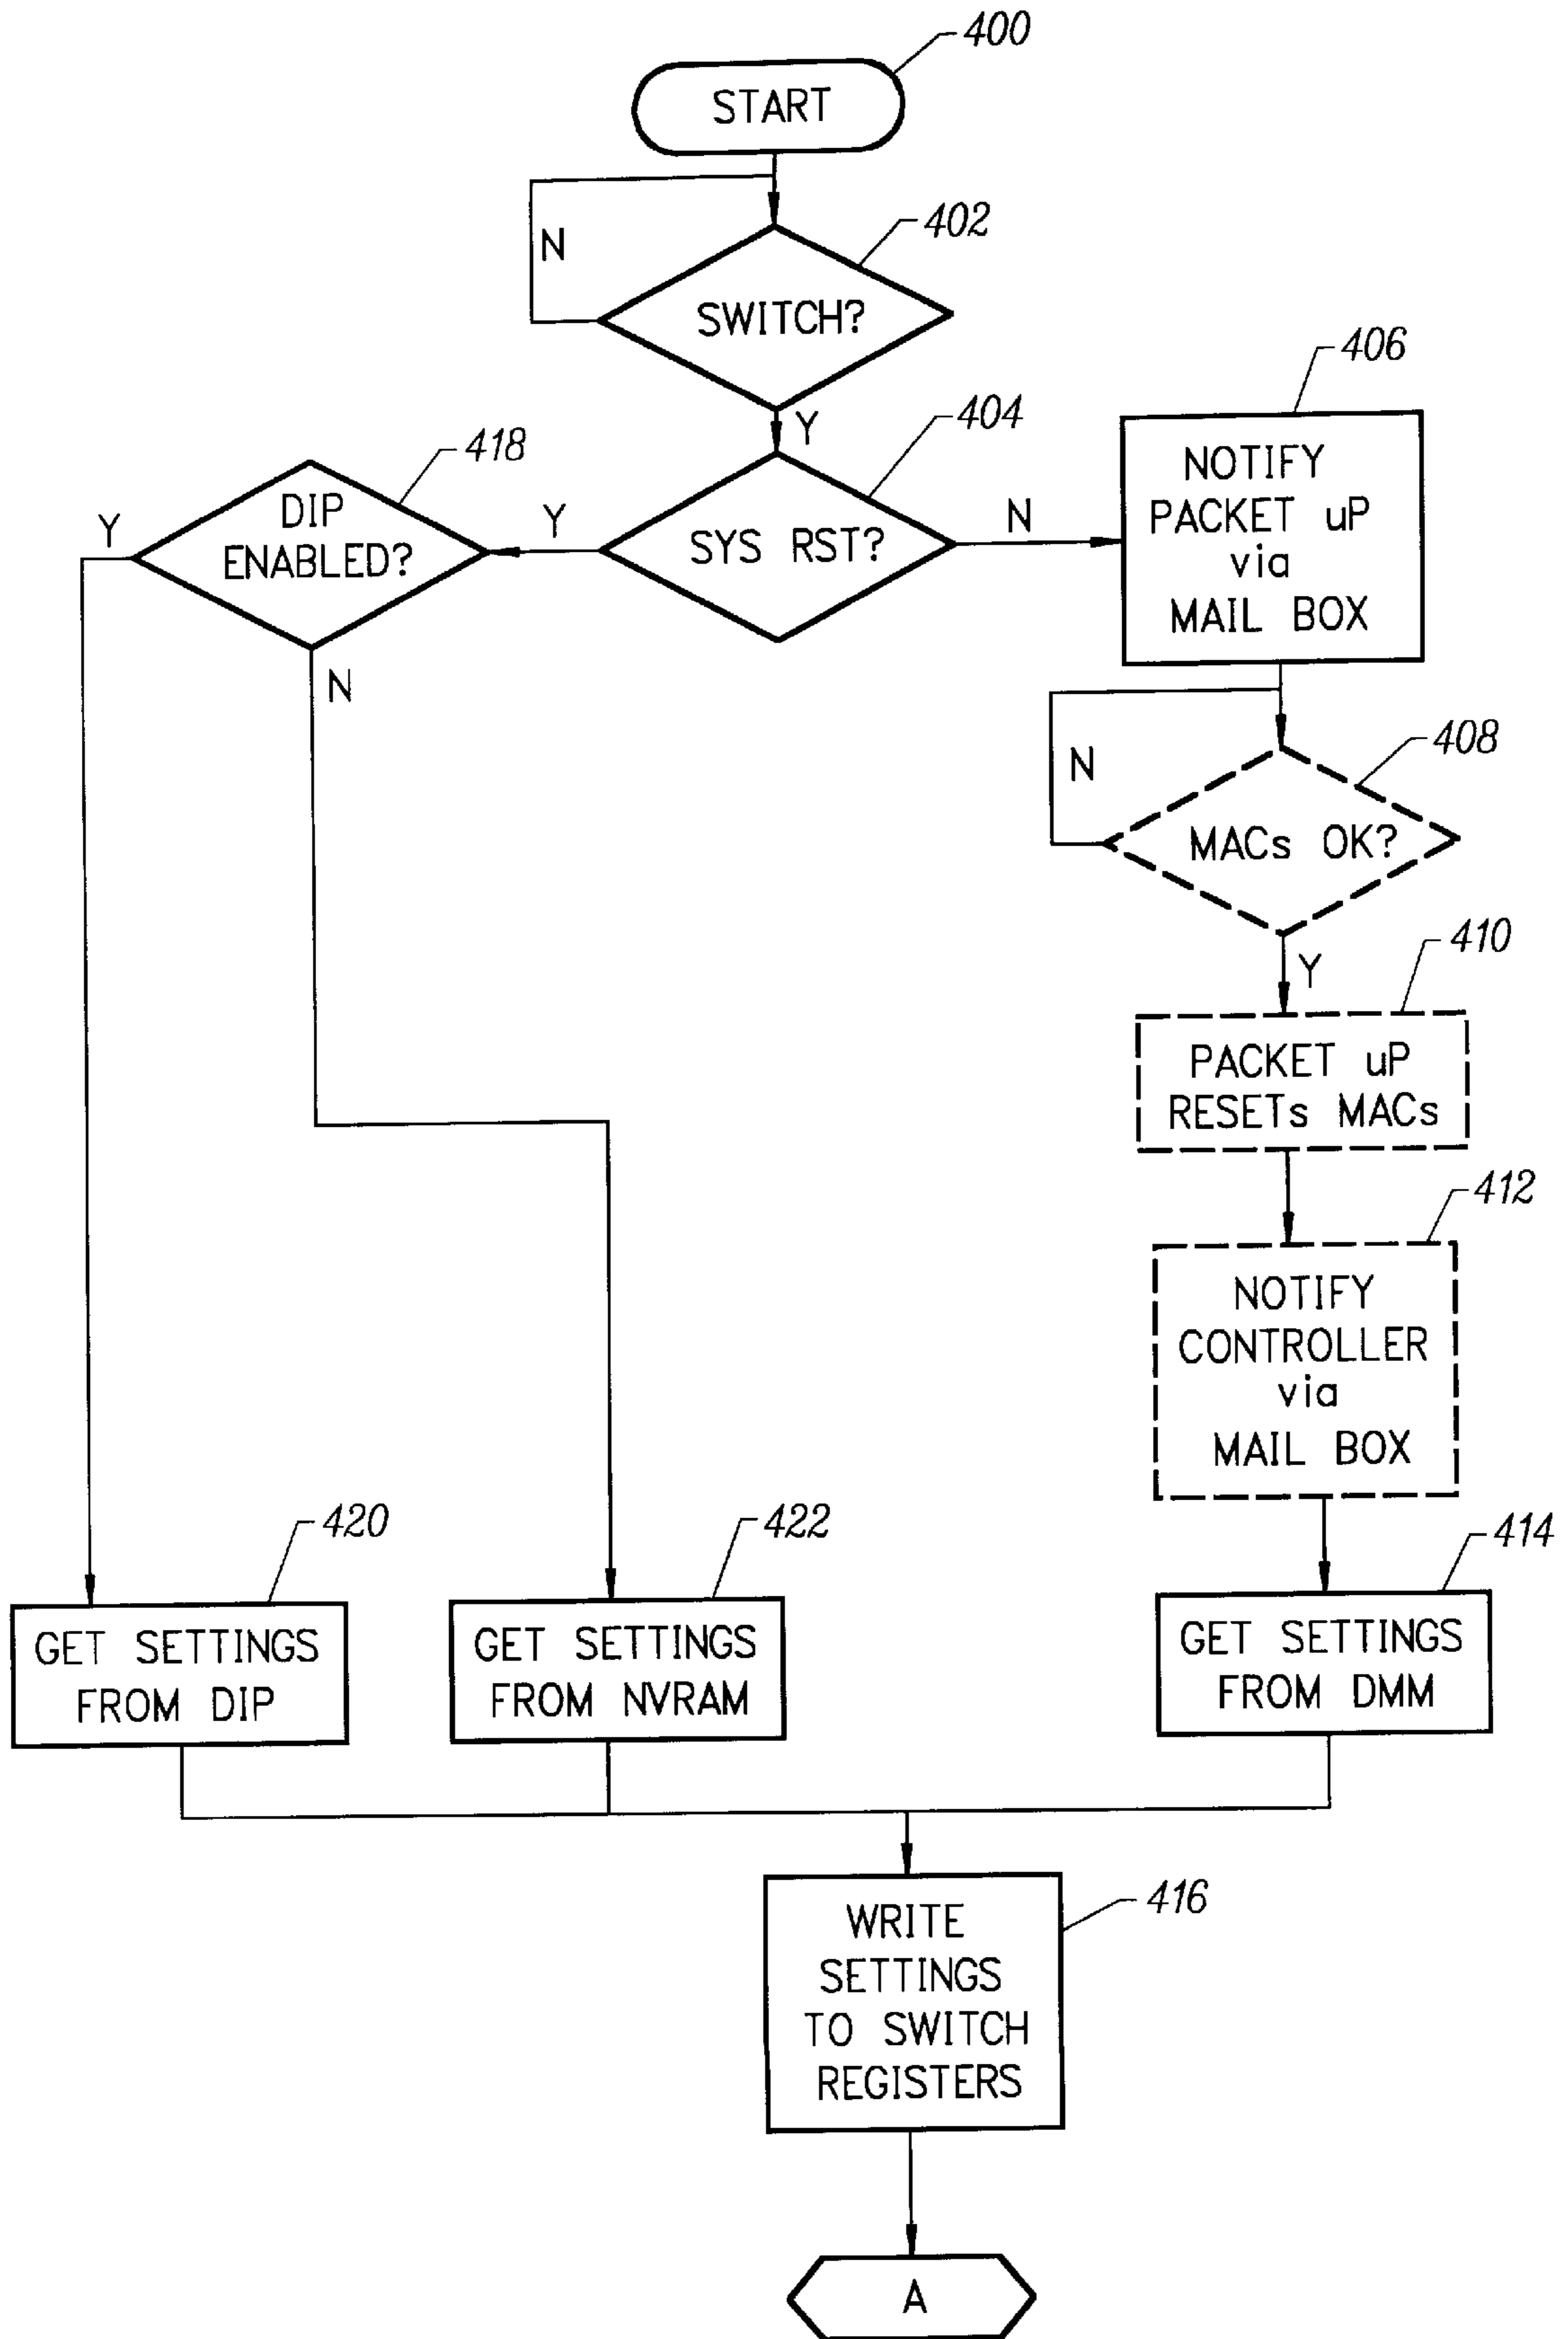 400
START
N
402
SWITCH?
Y
404
406
NOTIFY
PACKET uP
via
MAIL BOX
418
DIP
ENABLED?
Y
Y
SYS RST?
N
N
N
408
MACs OK?
Y
410
PACKET uP
RESETs MACs
412
NOTIFY
CONTROLLER
via
MAIL BOX
420
GET SETTINGS
FROM DIP
422
GET SETTINGS
FROM NVRAM
414
GET SETTINGS
FROM DMM
416
WRITE
SETTINGS
TO SWITCH
REGISTERS
A